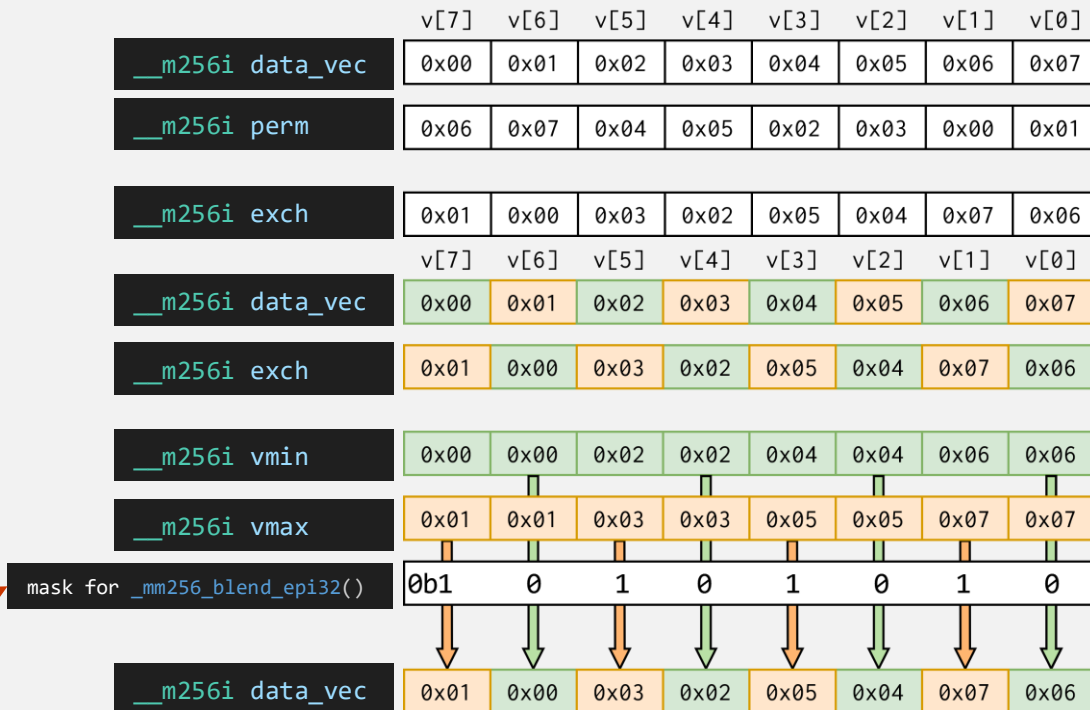 v[7] v[6] v[5] v[4] v[3] v[2] v[1] v[0]
__m256i data_vec 0x00 0x01 0x02 0x03 0x04 0x05 0x06 0x07
__m256i perm 0x06 0x07 0x04 0x05 0x02 0x03 0x00 0x01
__m256i exch 0x01 0x00 0x03 0x02 0x05 0x04 0x07 0x06
v[7] v[6] v[5] v[4] v[3] v[2] v[1] v[0]
__m256i data_vec 0x00 0x01 0x02 0x03 0x04 0x05 0x06 0x07
__m256i exch 0x01 0x00 0x03 0x02 0x05 0x04 0x07 0x06
__m256i vmin 0x00 0x00 0x02 0x02 0x04 0x04 0x06 0x06
__m256i vmax 0x01 0x01 0x03 0x03 0x05 0x05 0x07 0x07
mask for _mm256_blend_epi32() 0b1 0 1 0 1 0 1 0
__m256i data_vec 0x01 0x00 0x03 0x02 0x05 0x04 0x07 0x06